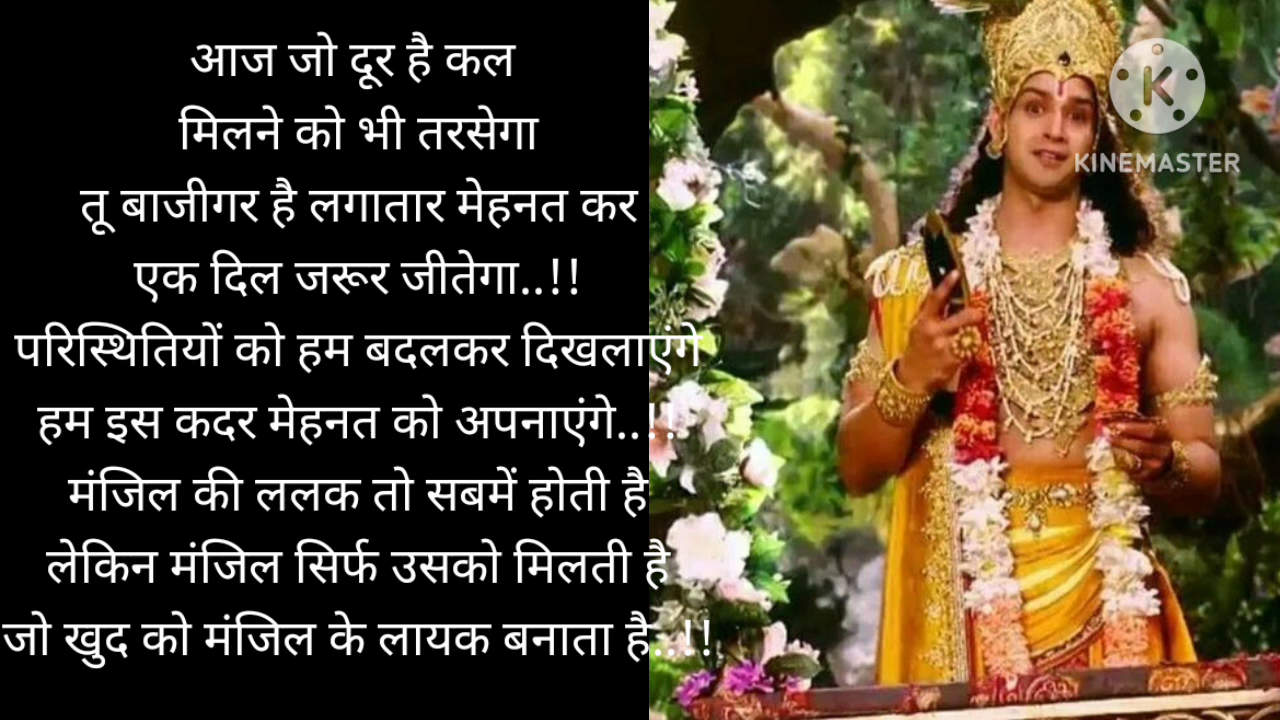 आज जो दूर है कल
मिलने को भी तरसेगा
तू बाजीगर है लगातार मेहनत कर
एक दिल जरूर जीतेगा..!!
परिस्थितियों को हम बदलकर दिखलाएंगे
हम इस कदर मेहनत को अपनाएंगे..!!
मंजिल की ललक तो सबमें होती है
लेकिन मंजिल सिर्फ उसको मिलती है
जो खुद को मंजिल के लायक बनाता है..!!
K
KINEMASTER